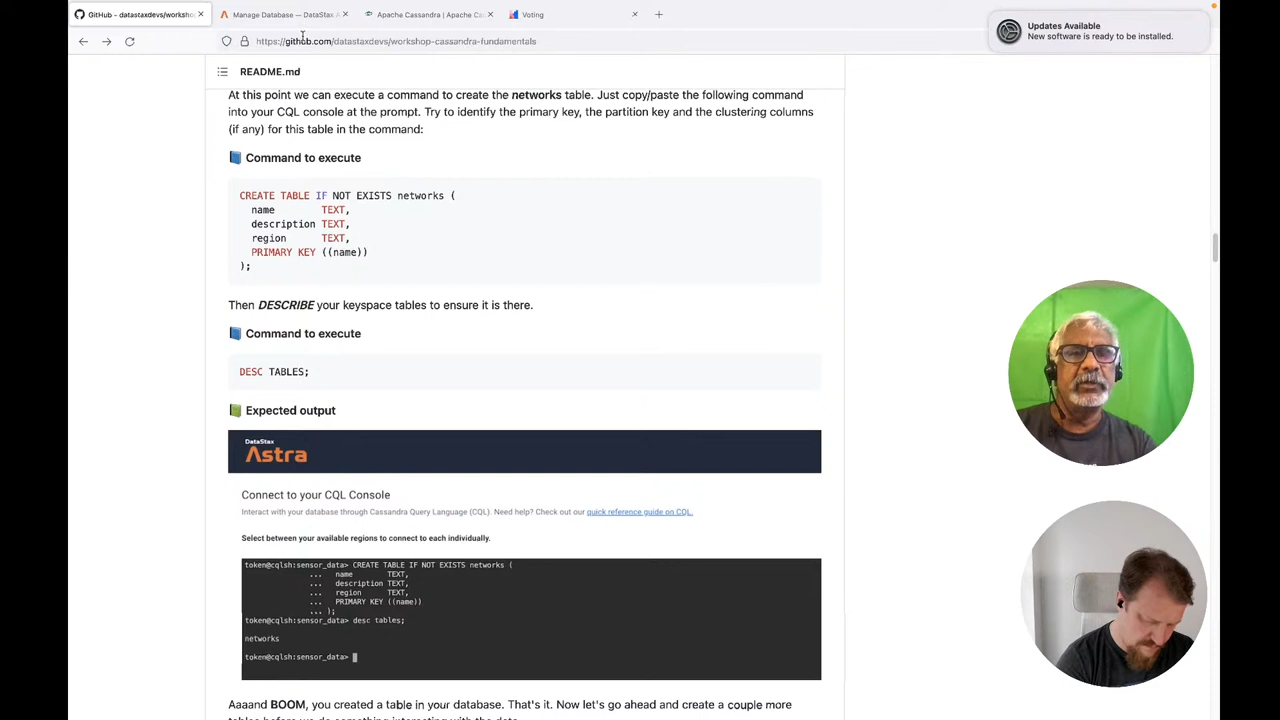 GitHub - datastaxdevs/worksho
Manage Database — DataStax A
Apache Cassandra | Apache Cas
Voting
https://github.com/datastaxdevs/workshop-cassandra-fundamentals
Updates Available
New software is ready to be installed.
README.md
At this point we can execute a command to create the networks table. Just copy/paste the following command
into your CQL console at the prompt. Try to identify the primary key, the partition key and the clustering columns
(if any) for this table in the command:
Command to execute
CREATE TABLE IF NOT EXISTS networks (
name TEXT,
description TEXT,
region TEXT,
PRIMARY KEY ((name))
);
Then DESCRIBE your keyspace tables to ensure it is there.
Command to execute
DESC TABLES;
Expected output
DataStax
Astra
Connect to your CQL Console
Interact with your database through Cassandra Query Language (CQL). Need help? Check out our quick reference guide on CQL.
Select between your available regions to connect to each individually.
token@cqlsh:sensor_data> CREATE TABLE IF NOT EXISTS networks (
... name TEXT,
... description TEXT,
... region TEXT,
... PRIMARY KEY ((name))
... );
token@cqlsh:sensor_data> desc tables;
networks
token@cqlsh:sensor_data>
Aaaand BOOM, you created a table in your database. That's it. Now let's go ahead and create a couple more
tables before we do something interesting with the data.